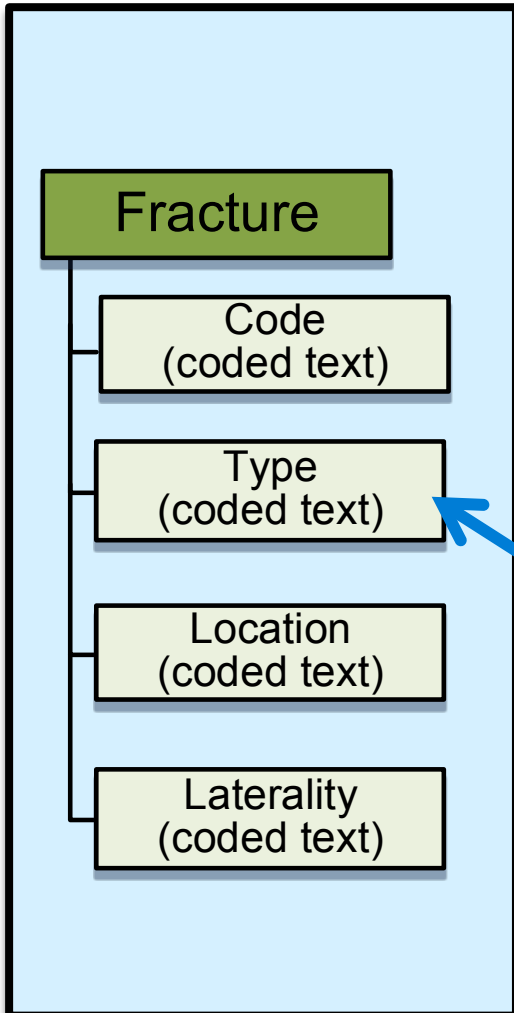 Fracture
Code
(coded text)
Type
(coded text)
Location
(coded text)
Laterality
(coded text)